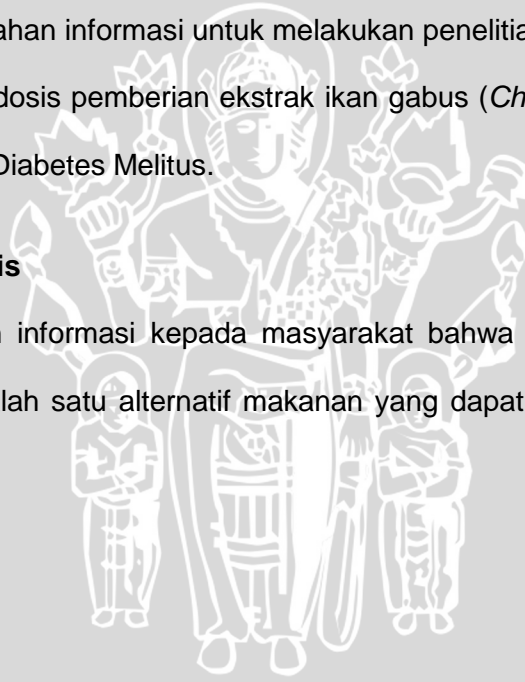 ahan informasi untuk melakukan penelitia
dosis pemberian ekstrak ikan gabus (Ch
Diabetes Melitus.
is
informasi kepada masyarakat bahwa
lah satu alternatif makanan yang dapat